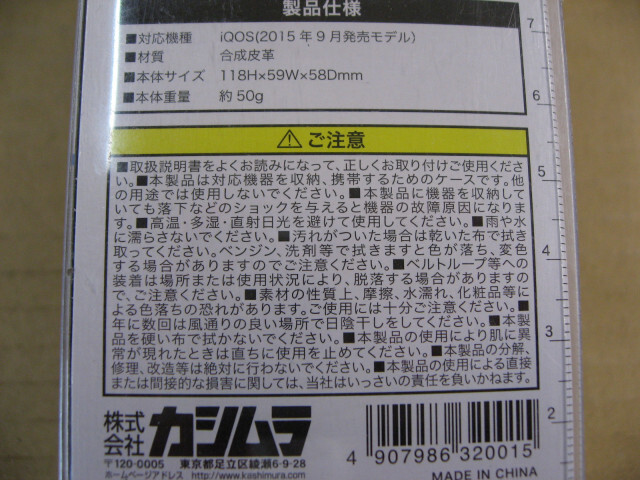 製品仕様
■対応機種 iQOS(2015年9月発売モデル)
■材質 合成皮革
■本体サイズ 118H×59W×58Dmm
■本体重量 約50g
⚠ご注意
■取扱説明書をよくお読みになって、正しくお取り付けご使用くださ
い。■本製品は対応機器を収納、携帯するためのケースです。他
の用途では使用しないでください。■本製品に機器を収納して
いても落下などのショックを与えると機器の故障原因になりま
す。■高温・多湿・直射日光を避けて使用してください。■雨や水
に濡らさないでください。■汚れがついた場合は乾いた布で拭き
取ってください。ベンジン、洗剤等で拭きますと色が落ち、変色
する場合がありますのでご注意ください。■ベルトループ等への
装着は場所または使用状況により、脱落する場合がありますの
で、ご注意ください。■素材の性質上、摩擦、水濡れ、化粧品等に
よる色落ちの恐れがあります。ご使用には十分ご注意ください。■
年に数回は風通りの良い場所で日陰干しをしてください。■本製
品を硬い布で拭かないでください。■本製品の使用により肌に異
常が現れたときは直ちに使用を止めてください。■本製品の分解、
修理、改造等は絶対に行わないでください。■本製品の使用による直接
または間接的な損害に関しては、当社はいっさいの責任を負いかねます。
株式会社 カシムラ
〒120-0005 東京都足立区綾瀬6-9-28
ホームページアドレス http://www.kashimura.com
4 907986 320015
MADE IN CHINA
7
6
5
4
3
2